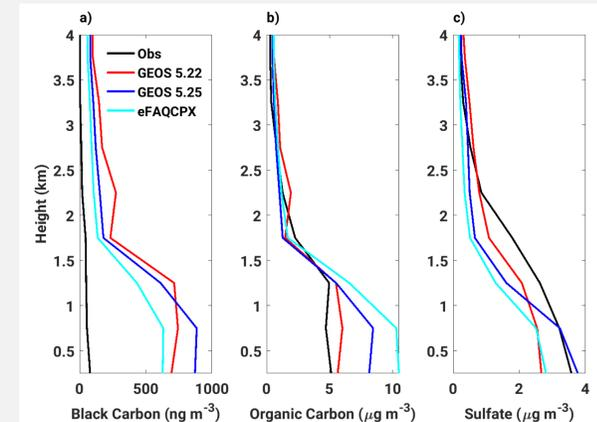 a)
b)
c)
4
3.5
3
2.5
2
1.5
1
0.5
Height (km)
Obs
GEOS 5.22
GEOS 5.25
eFAQCPX
0 500 1000
Black Carbon (ng m⁻³)
4
3.5
3
2.5
2
1.5
1
0.5
0 5 10
Organic Carbon (μg m⁻³)
4
3.5
3
2.5
2
1.5
1
0.5
0 2 4
Sulfate (μg m⁻³)